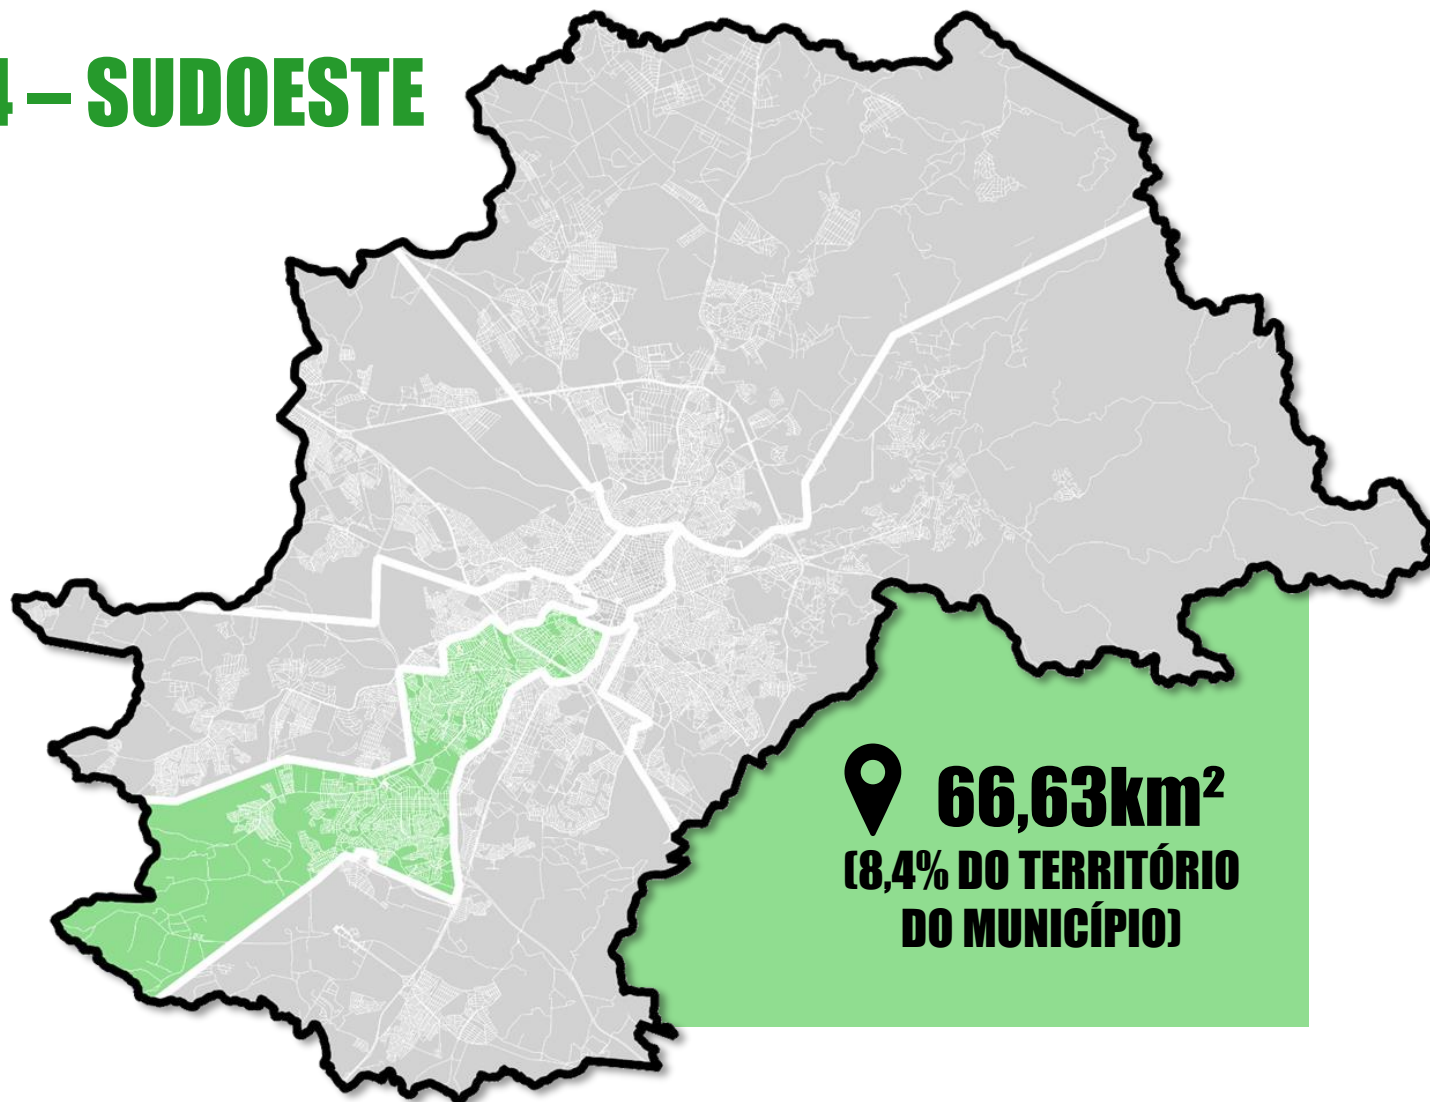 4 – SUDOESTE
66,63km²
(8,4% DO TERRITÓRIO
DO MUNICÍPIO)